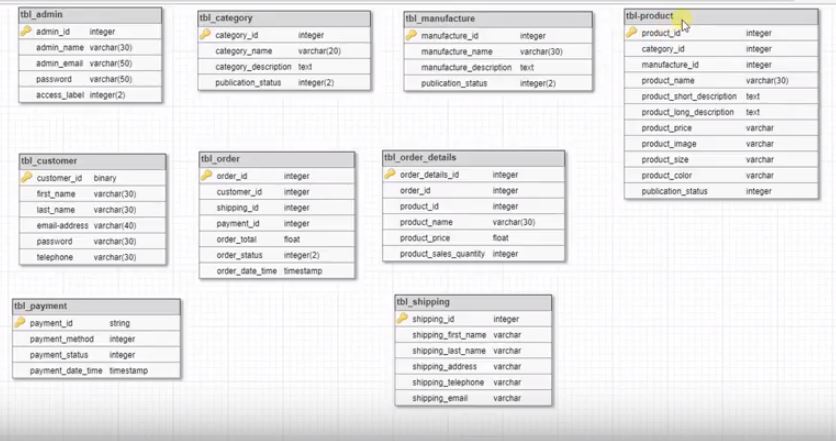 tbl_admin
admin_id integer
admin_name varchar(30)
admin_email varchar(50)
password varchar(50)
access_label integer(2)
tbl_category
category_id integer
category_name varchar(20)
category_description text
publication_status integer(2)
tbl_manufacture
manufacture_id integer
manufacture_name varchar(30)
manufacture_description text
publication_status integer(2)
tbl-product
product_id integer
category_id integer
manufacture_id integer
product_name varchar(30)
product_short_description text
product_long_description text
product_price varchar
product_image varchar
product_size varchar
product_color varchar
publication_status integer
tbl_customer
customer_id binary
first_name varchar(30)
last_name varchar(30)
email-address varchar(40)
password varchar(30)
telephone varchar(30)
tbl_order
order_id integer
customer_id integer
shipping_id integer
payment_id integer
order_total float
order_status integer(2)
order_date_time timestamp
tbl_order_details
order_details_id integer
order_id integer
product_id integer
product_name varchar(30)
product_price float
product_sales_quantity integer
tbl_payment
payment_id string
payment_method integer
payment_status integer
payment_date_time timestamp
tbl_shipping
shipping_id integer
shipping_first_name varchar
shipping_last_name varchar
shipping_address varchar
shipping_telephone varchar
shipping_email varchar